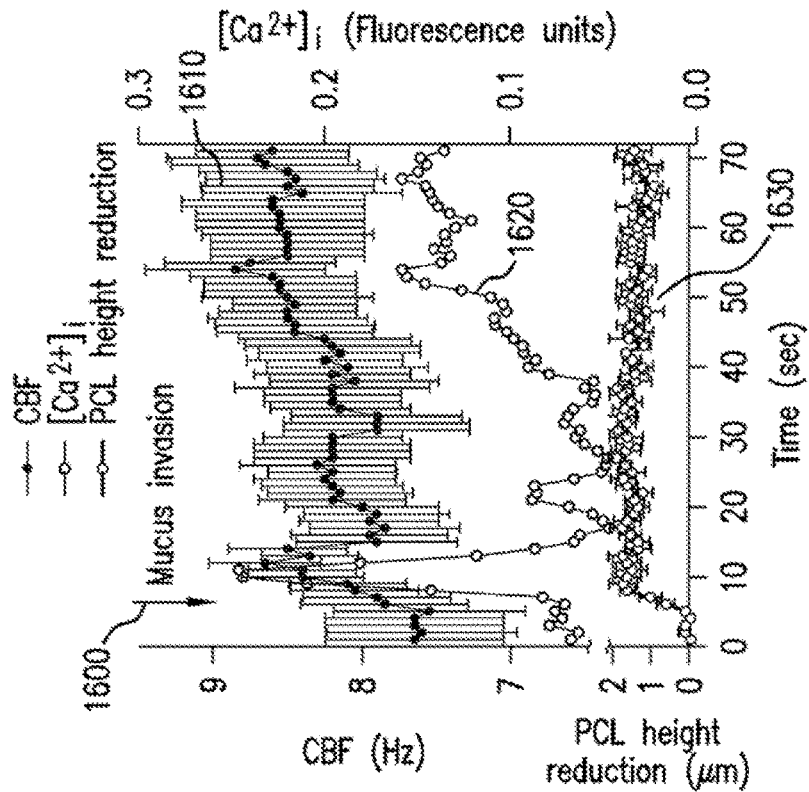 CBF
[Ca2+]i
PCL height reduction
1600
Mucus invasion
1610
1620
1630
CBF (Hz)
9
8
7
PCL height
reduction (μm)
2
1
0
[Ca2+]i (Fluorescence units)
0.3
0.2
0.1
0.0
0 10 20 30 40 50 60 70
Time (sec)